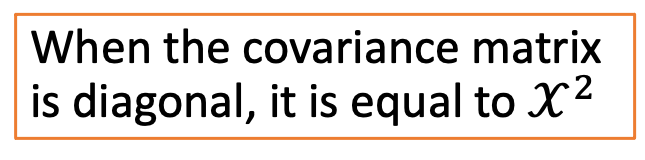 When the covariance matrix
is diagonal, it is equal to 𝒳²